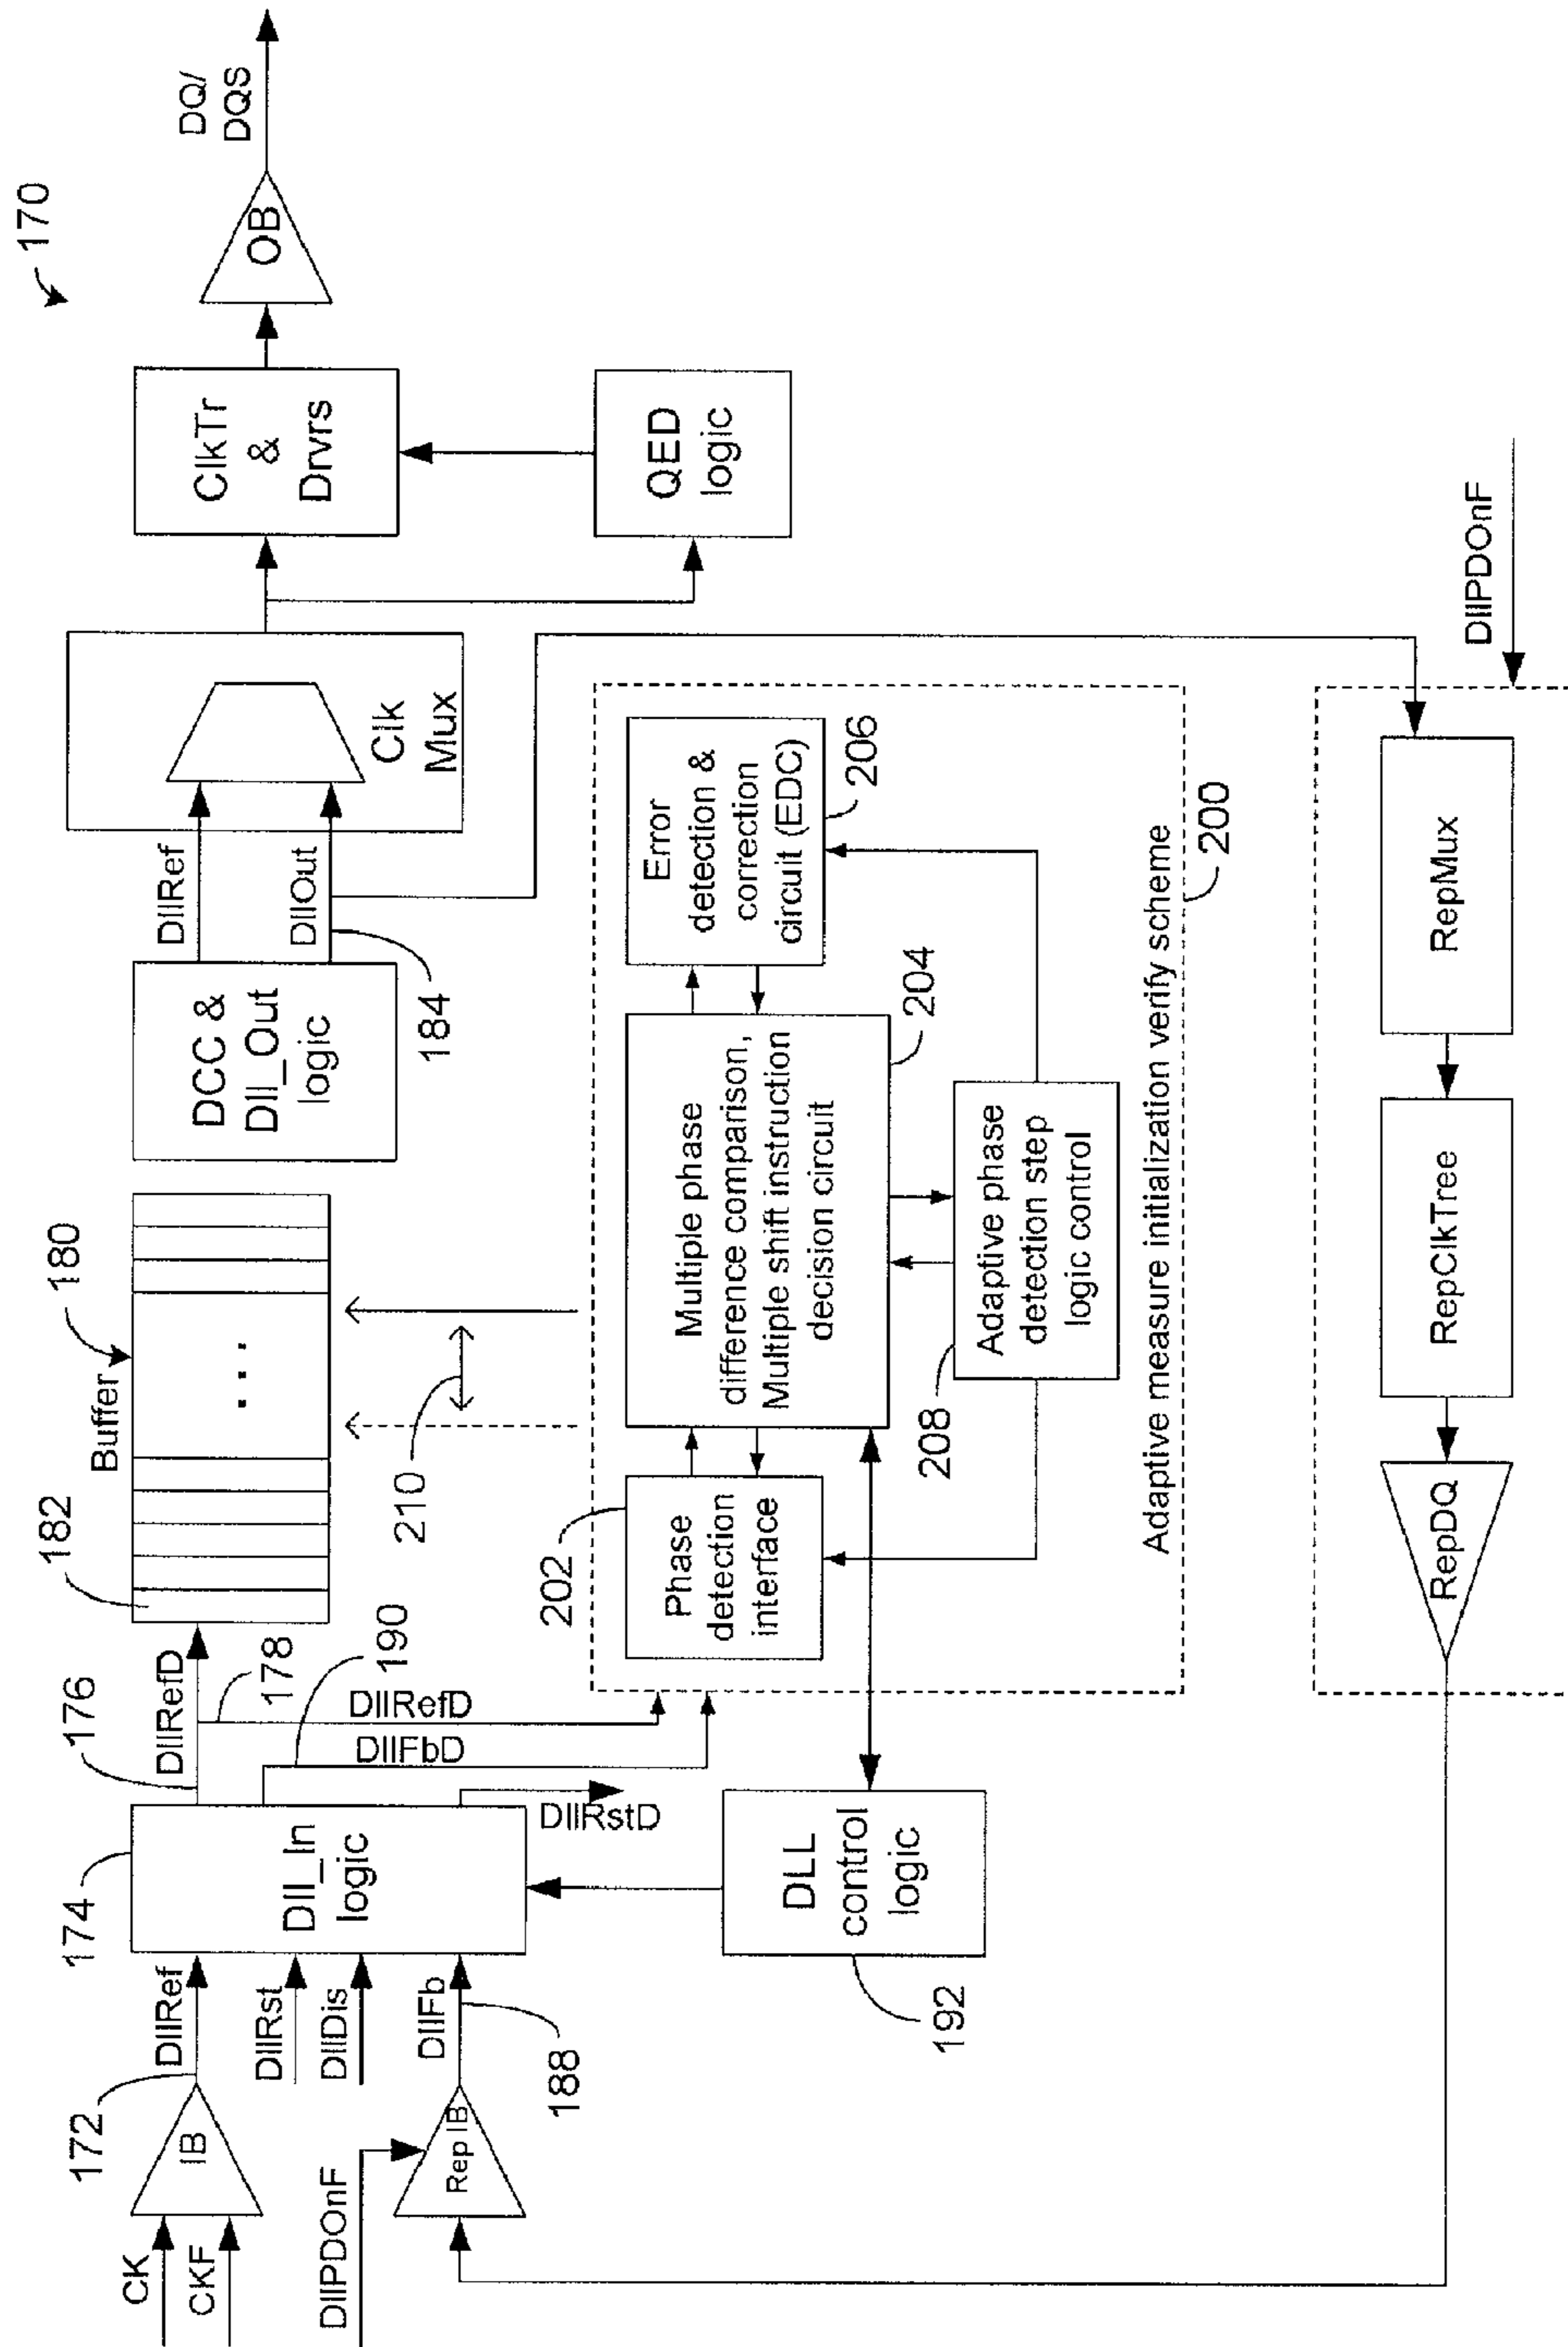 170
CK
CKF
IB
172
DllRef
DllRst
DllDis
DllPDOnF
Rep IB
DllFb
188
174
Dll_In
logic
176
DllRefD
178
DllRefD
190
DllFbD
DllRstD
DLL
control
logic
192
182
Buffer
180
...
210
DCC &
Dll_Out
logic
DllRef
DllOut
184
Clk
Mux
ClkTr
&
Drvrs
QED
logic
OB
DQ/
DQS
202
Phase
detection
interface
Multiple phase
difference comparison,
Multiple shift instruction
decision circuit
204
Error
detection &
correction
circuit (EDC)
206
208
Adaptive phase
detection step
logic control
Adaptive measure initialization verify scheme
200
RepDQ
RepClkTree
RepMux
DllPDOnF